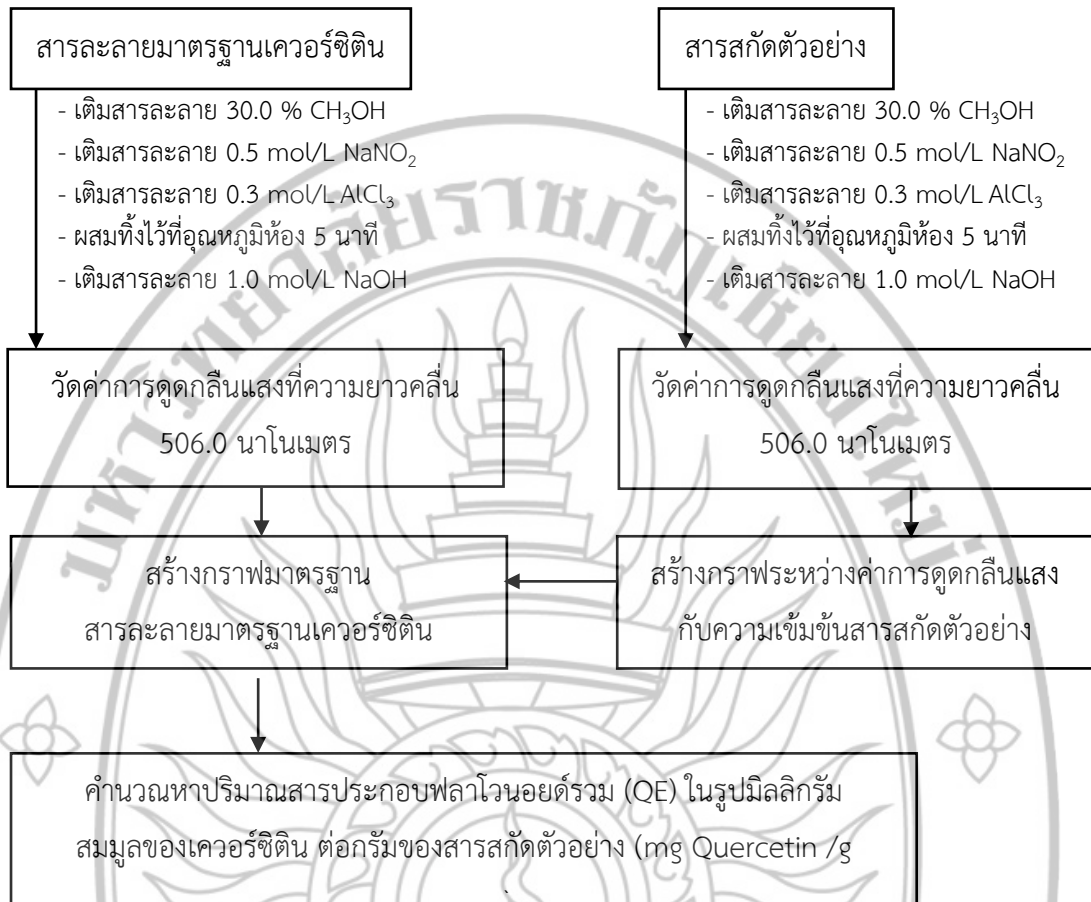 สารละลายมาตรฐานเควอร์ซิติน
- เติมสารละลาย 30.0 % CH₃OH
- เติมสารละลาย 0.5 mol/L NaNO₂
- เติมสารละลาย 0.3 mol/L AlCl₃
- ผสมทิ้งไว้ที่อุณหภูมิห้อง 5 นาที
- เติมสารละลาย 1.0 mol/L NaOH
วัดค่าการดูดกลืนแสงที่ความยาวคลื่น
506.0 นาโนเมตร
สร้างกราฟมาตรฐาน
สารละลายมาตรฐานเควอร์ซิติน
สารสกัดตัวอย่าง
- เติมสารละลาย 30.0 % CH₃OH
- เติมสารละลาย 0.5 mol/L NaNO₂
- เติมสารละลาย 0.3 mol/L AlCl₃
- ผสมทิ้งไว้ที่อุณหภูมิห้อง 5 นาที
- เติมสารละลาย 1.0 mol/L NaOH
วัดค่าการดูดกลืนแสงที่ความยาวคลื่น
506.0 นาโนเมตร
สร้างกราฟระหว่างค่าการดูดกลืนแสง
กับความเข้มข้นสารสกัดตัวอย่าง
คำนวณหาปริมาณสารประกอบฟลาโวนอยด์รวม (QE) ในรูปมิลลิกรัม
สมมูลของเควอร์ซิติน ต่อกรัมของสารสกัดตัวอย่าง (mg Quercetin /g